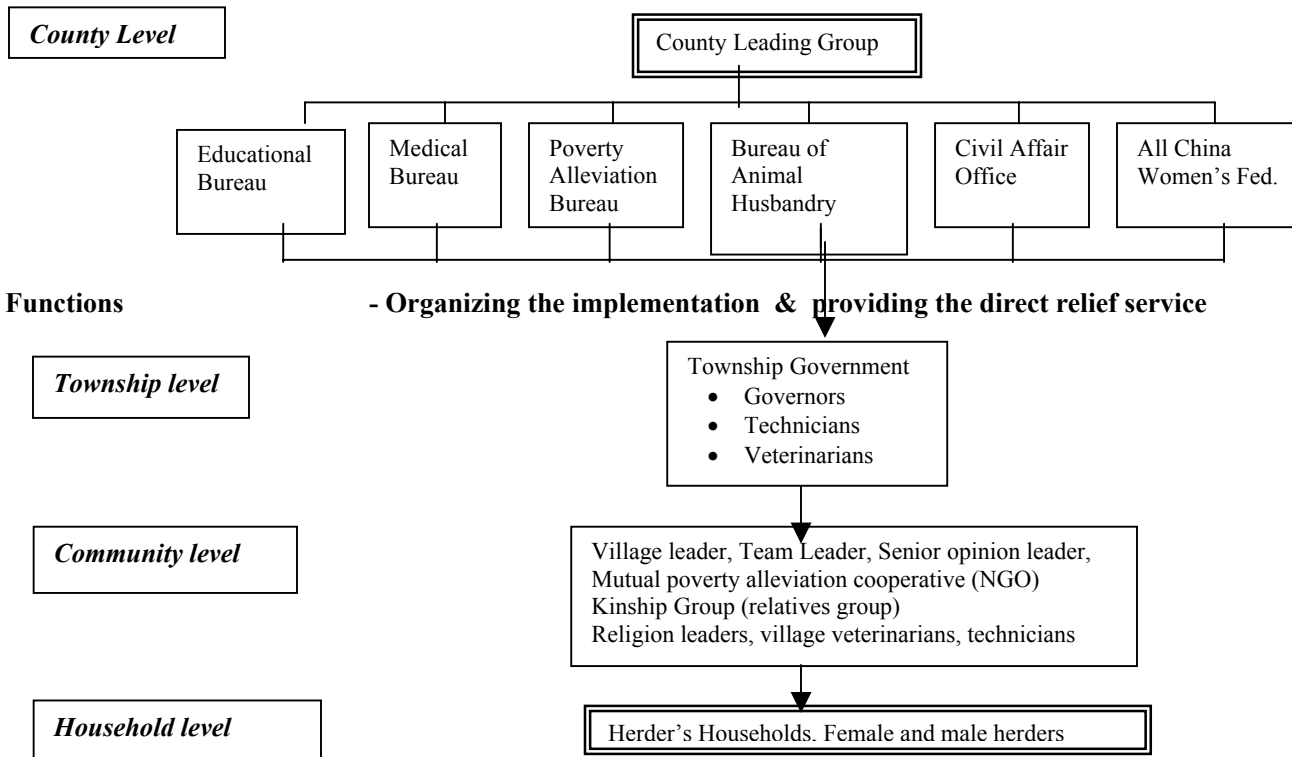 County Level
County Leading Group
Educational
Bureau
Medical
Bureau
Poverty
Alleviation
Bureau
Bureau of
Animal
Husbandry
Civil Affair
Office
All China
Women's Fed.
Functions - Organizing the implementation & providing the direct relief service
Township level
Township Government
• Governors
• Technicians
• Veterinarians
Community level
Village leader, Team Leader, Senior opinion leader,
Mutual poverty alleviation cooperative (NGO)
Kinship Group (relatives group)
Religion leaders, village veterinarians, technicians
Household level
Herder's Households. Female and male herders